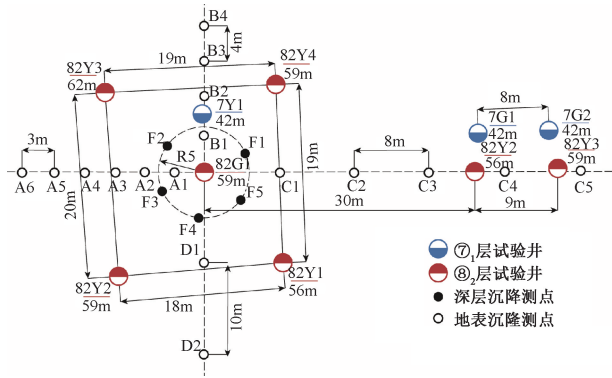 B4
4m
B3
19m
82Y3
62m
82Y4
59m
B2
7Y1
42m
8m
7G1
42m
7G2
42m
F2
B1
F1
3m
R5
82G1
59m
19m
8m
82Y2
56m
82Y3
59m
A6
A5
A4
A3
A2
A1
C1
C2
C3
C4
C5
20m
F3
F5
F4
30m
9m
D1
82Y2
59m
82Y1
56m
18m
10m
D2
⑦₁层试验井
⑧₂层试验井
深层沉降测点
地表沉隆测点